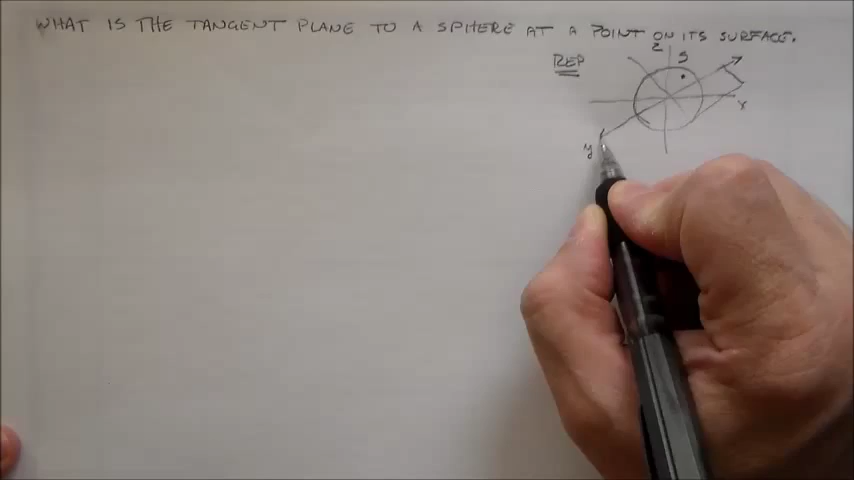 WHAT IS THE TANGENT PLANE TO A SPHERE AT A POINT ON ITS SURFACE.
REP
z
S
x
y